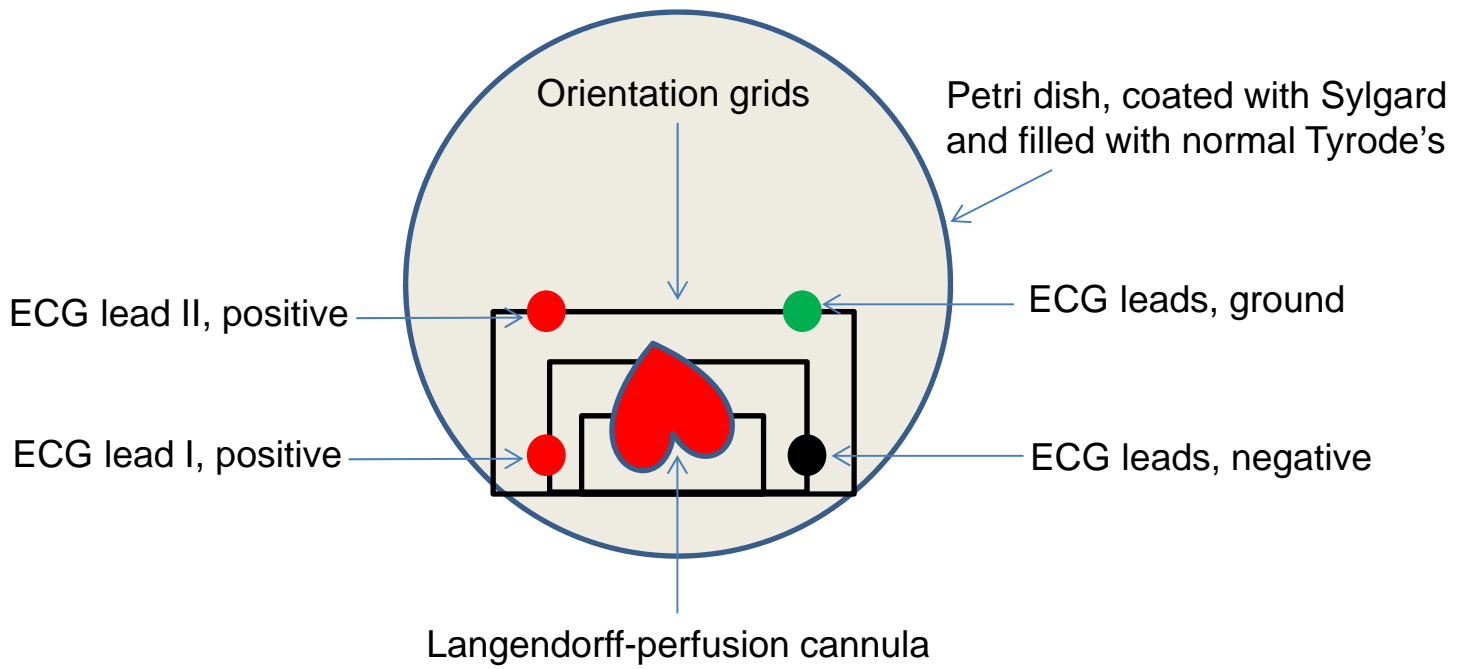 Orientation grids
Petri dish, coated with Sylgard
and filled with normal Tyrode’s
ECG lead II, positive
ECG leads, ground
ECG lead I, positive
ECG leads, negative
Langendorff-perfusion cannula